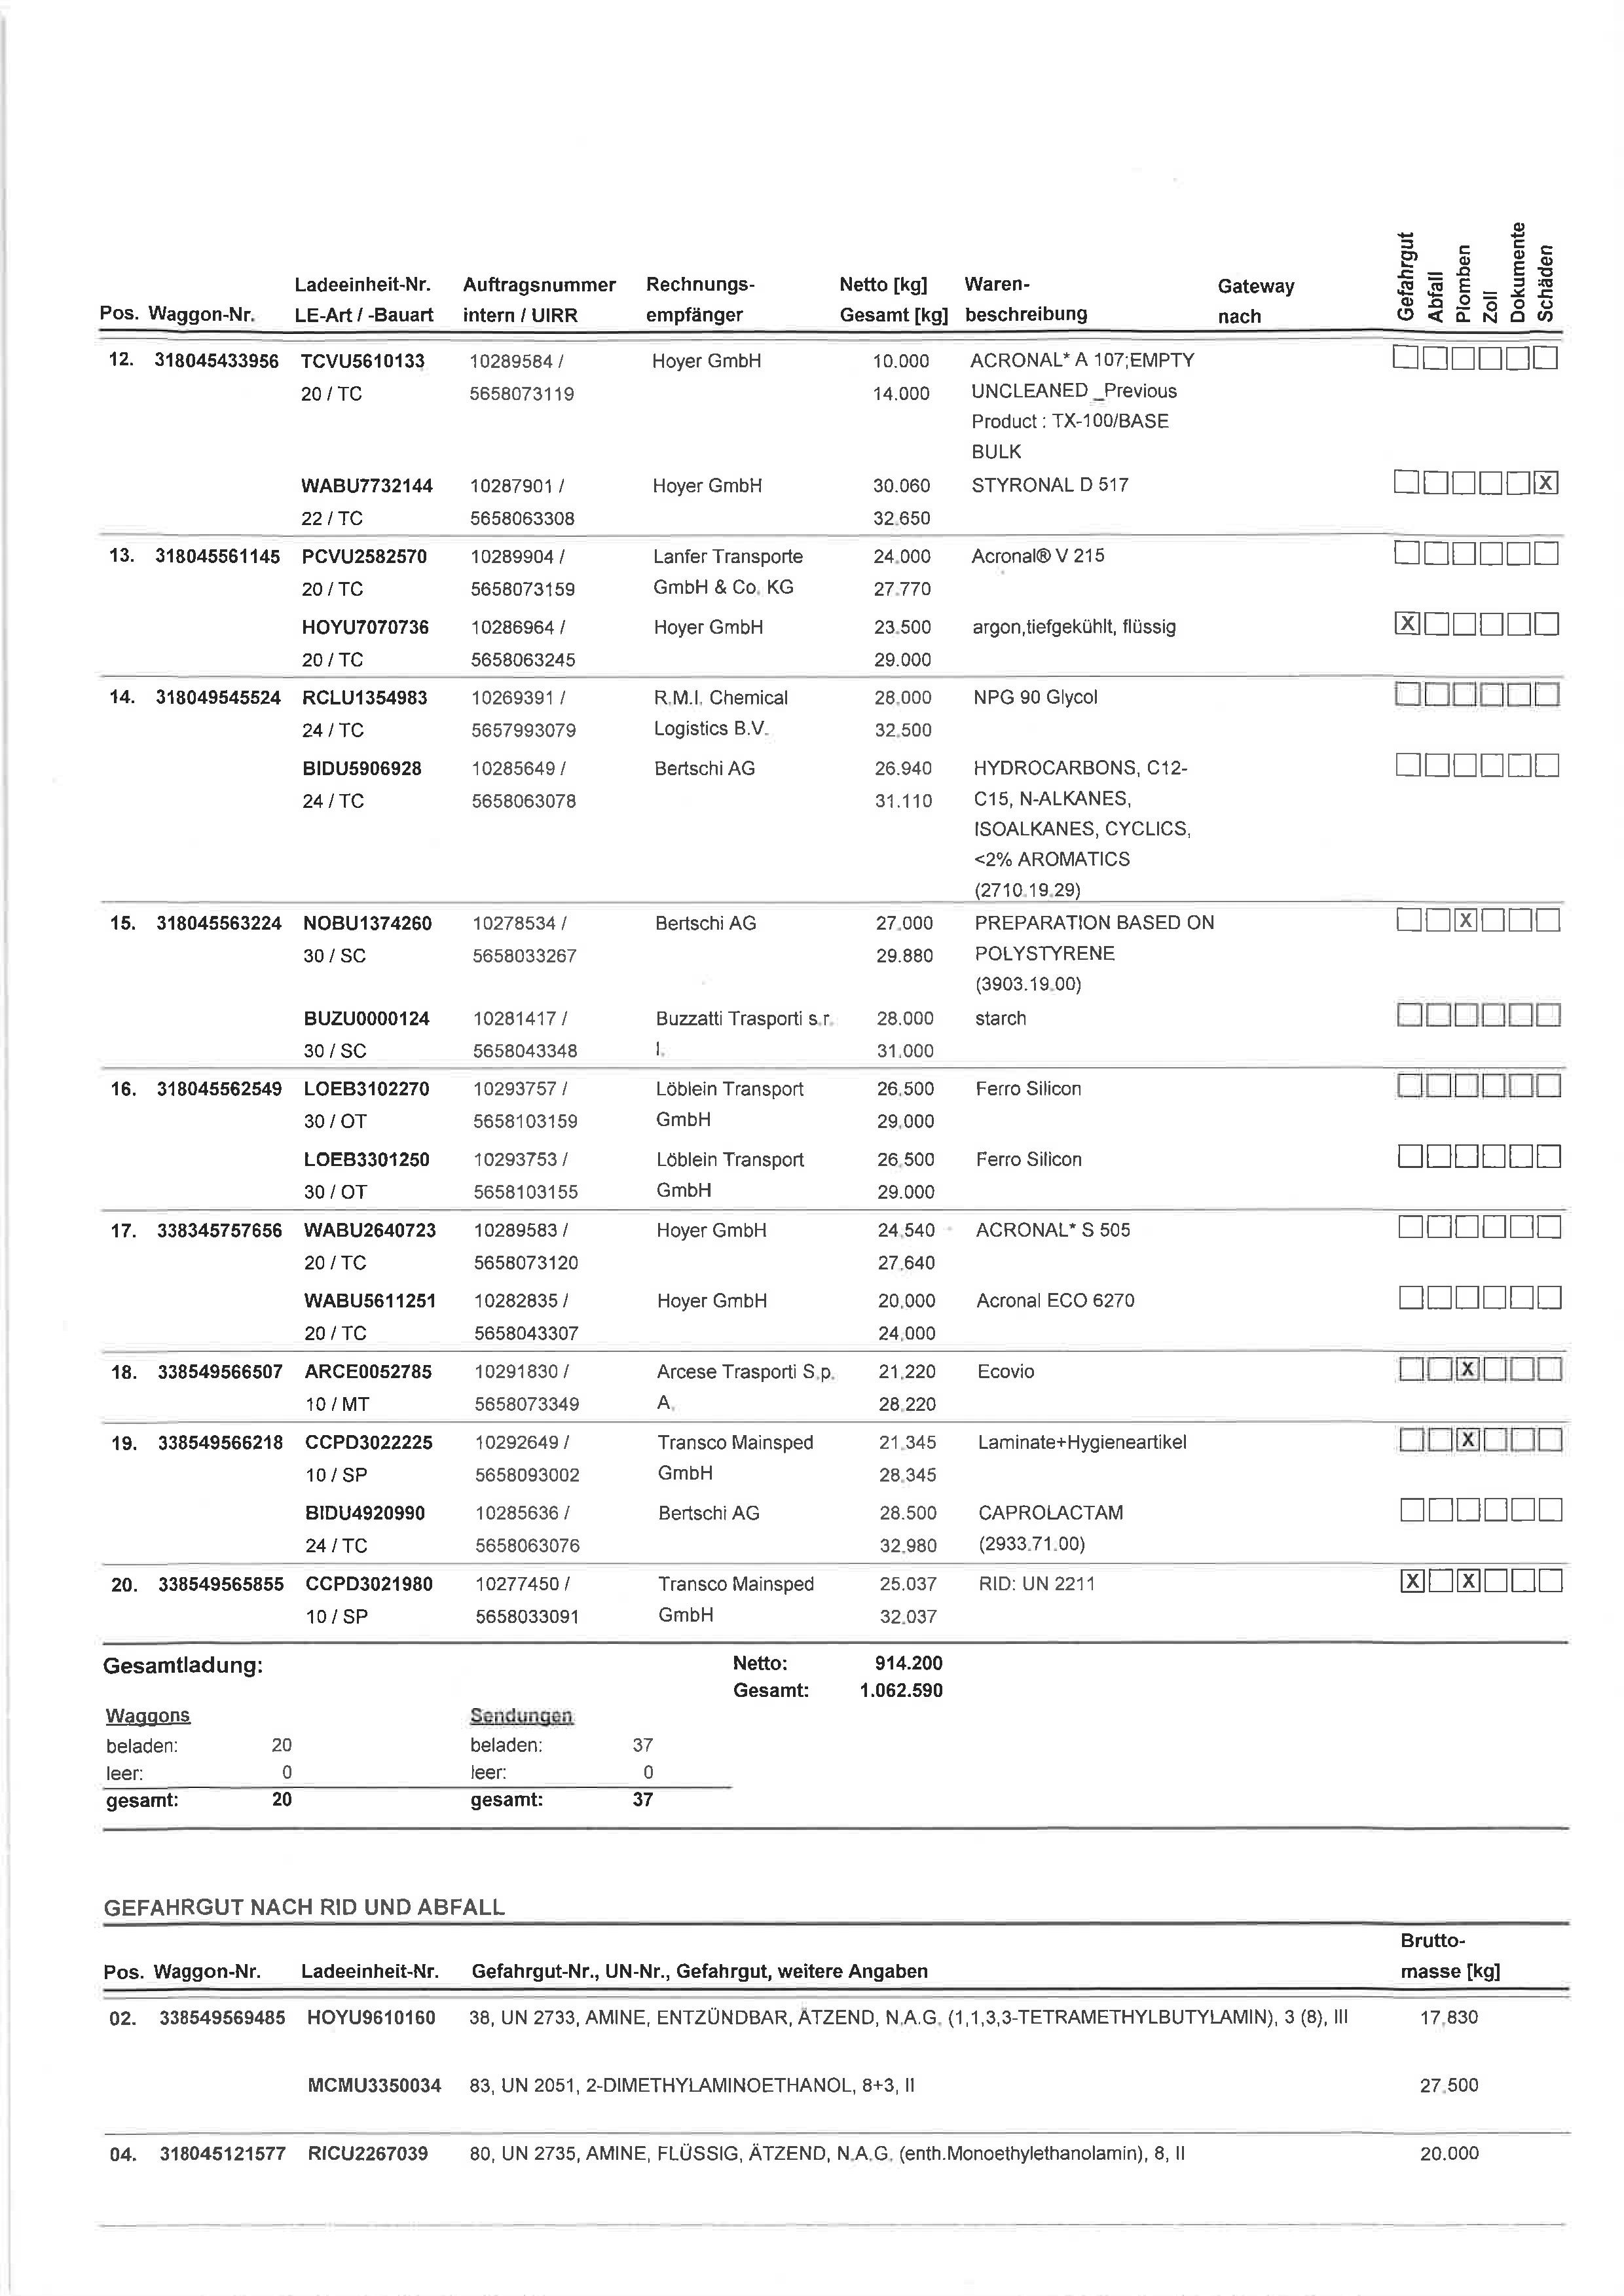 Gefahrgut Abfall Plomben Zoll Dokumente Schäden
Ladeeinheit-Nr. Auftragsnummer Rechnungs- Netto [kg] Waren- Gateway
Pos. Waggon-Nr. LE-Art / -Bauart intern / UIRR empfänger Gesamt [kg] beschreibung nach
12. 318045433956 TCVU5610133 10289584 / Hoyer GmbH 10.000 ACRONAL* A 107;EMPTY
20 / TC 5658073119 14.000 UNCLEANED _Previous
Product : TX-100/BASE
BULK
WABU7732144 10287901 / Hoyer GmbH 30.060 STYRONAL D 517 X
22 / TC 5658063308 32.650
13. 318045561145 PCVU2582570 10289904 / Lanfer Transporte 24.000 Acronal® V 215
20 / TC 5658073159 GmbH & Co. KG 27.770
HOYU7070736 10286964 / Hoyer GmbH 23.500 argon,tiefgekühlt, flüssig X
20 / TC 5658063245 29.000
14. 318049545524 RCLU1354983 10269391 / R.M.I. Chemical 28.000 NPG 90 Glycol
24 / TC 5657993079 Logistics B.V. 32.500
BIDU5906928 10285649 / Bertschi AG 26.940 HYDROCARBONS, C12-
24 / TC 5658063078 31.110 C15, N-ALKANES,
ISOALKANES, CYCLICS,
<2% AROMATICS
(2710.19.29)
15. 318045563224 NOBU1374260 10278534 / Bertschi AG 27.000 PREPARATION BASED ON X
30 / SC 5658033267 29.880 POLYSTYRENE
(3903.19.00)
BUZU0000124 10281417 / Buzzatti Trasporti s.r. 28.000 starch
30 / SC 5658043348 l. 31.000
16. 318045562549 LOEB3102270 10293757 / Löblein Transport 26.500 Ferro Silicon
30 / OT 5658103159 GmbH 29.000
LOEB3301250 10293753 / Löblein Transport 26.500 Ferro Silicon
30 / OT 5658103155 GmbH 29.000
17. 338345757656 WABU2640723 10289583 / Hoyer GmbH 24.540 ACRONAL* S 505
20 / TC 5658073120 27.640
WABU5611251 10282835 / Hoyer GmbH 20.000 Acronal ECO 6270
20 / TC 5658043307 24.000
18. 338549566507 ARCE0052785 10291830 / Arcese Trasporti S.p. 21.220 Ecovio X
10 / MT 5658073349 A. 28.220
19. 338549566218 CCPD3022225 10292649 / Transco Mainsped 21.345 Laminate+Hygieneartikel X
10 / SP 5658093002 GmbH 28.345
BIDU4920990 10285636 / Bertschi AG 28.500 CAPROLACTAM
24 / TC 5658063076 32.980 (2933.71.00)
20. 338549565855 CCPD3021980 10277450 / Transco Mainsped 25.037 RID: UN 2211 X X
10 / SP 5658033091 GmbH 32.037
Gesamtladung: Netto: 914.200
Gesamt: 1.062.590
Waggons Sendungen
beladen: 20 beladen: 37
leer: 0 leer: 0
gesamt: 20 gesamt: 37
GEFAHRGUT NACH RID UND ABFALL
Brutto-
Pos. Waggon-Nr. Ladeeinheit-Nr. Gefahrgut-Nr., UN-Nr., Gefahrgut, weitere Angaben masse [kg]
02. 338549569485 HOYU9610160 38, UN 2733, AMINE, ENTZÜNDBAR, ÄTZEND, N.A.G. (1,1,3,3-TETRAMETHYLBUTYLAMIN), 3 (8), III 17.830
MCMU3350034 83, UN 2051, 2-DIMETHYLAMINOETHANOL, 8+3, II 27.500
04. 318045121577 RICU2267039 80, UN 2735, AMINE, FLÜSSIG, ÄTZEND, N.A.G. (enth.Monoethylethanolamin), 8, II 20.000